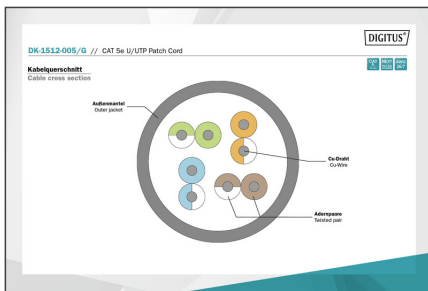 DIGITUS®
DK-1512-005/G // CAT 5e U/UTP Patch Cord
Kabelquerschnitt
Cable cross section
Außenmantel
Outer jacket
Cu-Draht
Cu-Wire
Adernpaare
Twisted pair